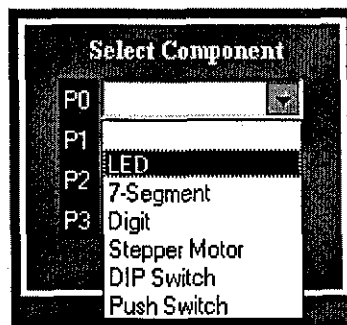 Select Component
P0
P1
LED
P2
7-Segment
P3
Digit
Stepper Motor
DIP Switch
Push Switch